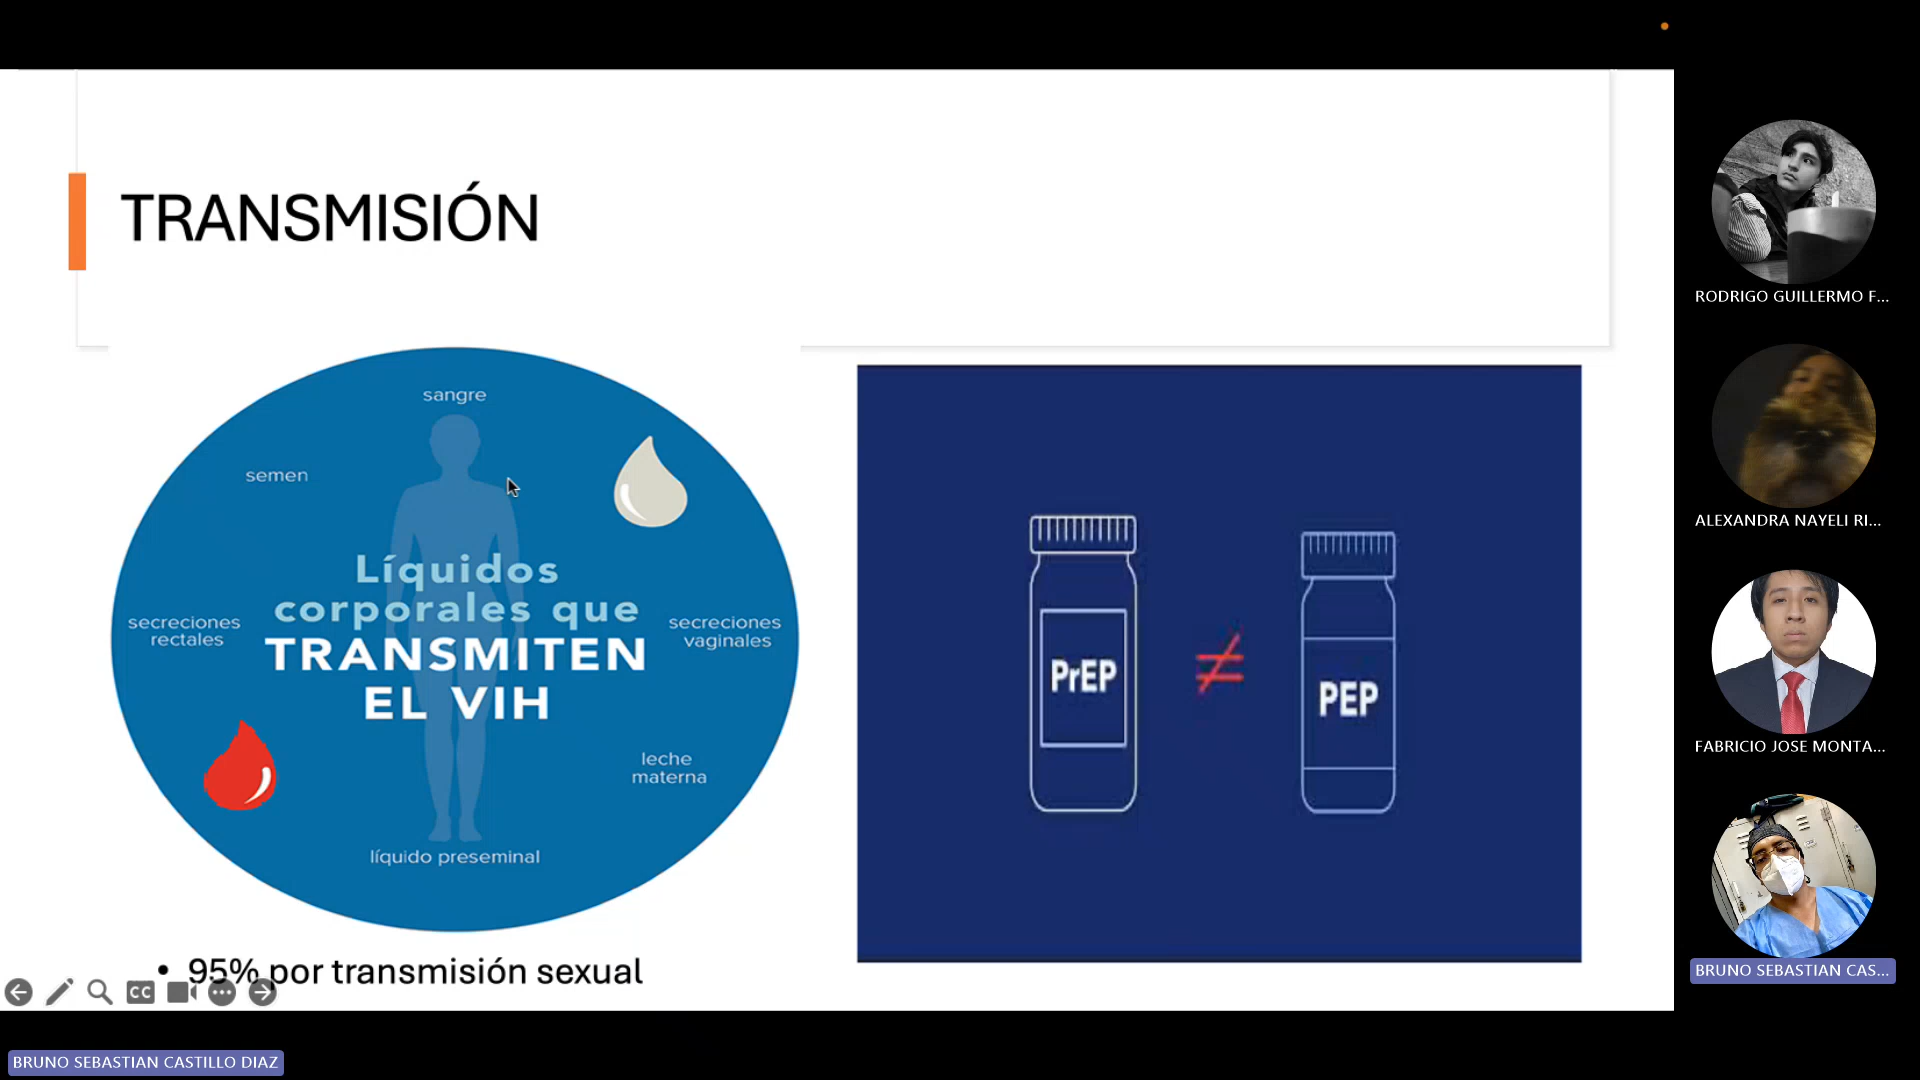 TRANSMISIÓN
sangre
semen
Líquidos
corporales que
TRANSMITEN
EL VIH
secreciones
rectales
secreciones
vaginales
leche
materna
líquido preseminal
• 95% por transmisión sexual
PrEP
≠
PEP
CC
RODRIGO GUILLERMO F...
ALEXANDRA NAYELI RI...
FABRICIO JOSE MONTA...
BRUNO SEBASTIAN CAS...
BRUNO SEBASTIAN CASTILLO DIAZ